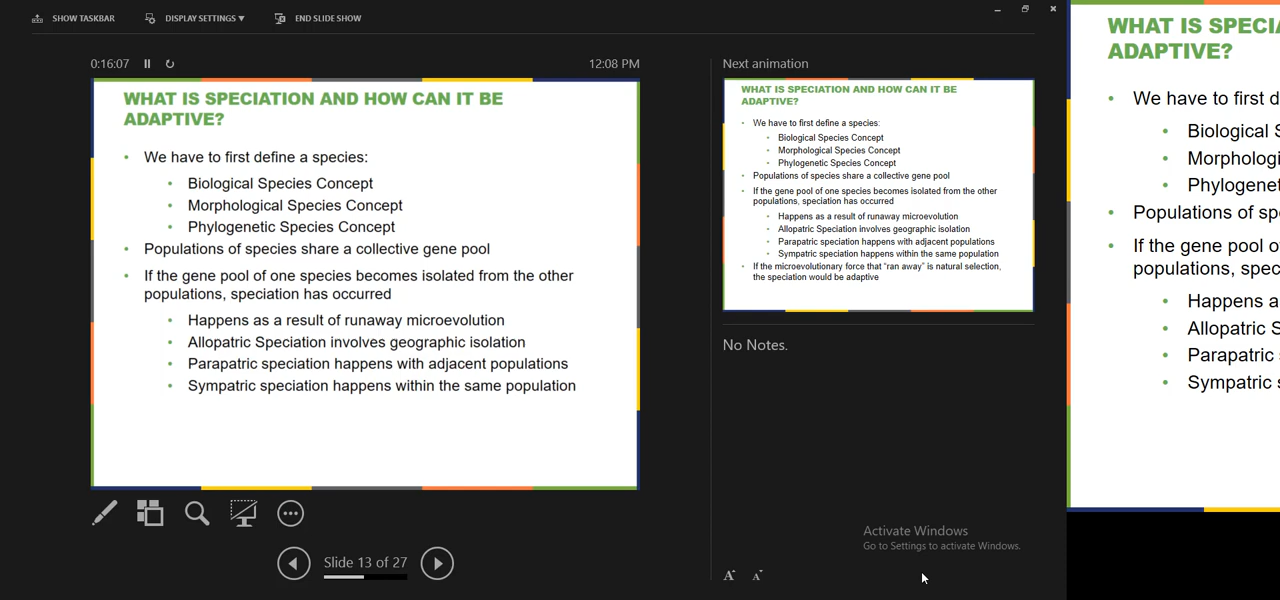 SHOW TASKBAR
DISPLAY SETTINGS ▼
END SLIDE SHOW
0:16:07
12:08 PM
WHAT IS SPECIATION AND HOW CAN IT BE
ADAPTIVE?
• We have to first define a species:
• Biological Species Concept
• Morphological Species Concept
• Phylogenetic Species Concept
• Populations of species share a collective gene pool
• If the gene pool of one species becomes isolated from the other
populations, speciation has occurred
• Happens as a result of runaway microevolution
• Allopatric Speciation involves geographic isolation
• Parapatric speciation happens with adjacent populations
• Sympatric speciation happens within the same population
Slide 13 of 27
Next animation
WHAT IS SPECIATION AND HOW CAN IT BE
ADAPTIVE?
• We have to first define a species:
• Biological Species Concept
• Morphological Species Concept
• Phylogenetic Species Concept
• Populations of species share a collective gene pool
• If the gene pool of one species becomes isolated from the other
populations, speciation has occurred
• Happens as a result of runaway microevolution
• Allopatric Speciation involves geographic isolation
• Parapatric speciation happens with adjacent populations
• Sympatric speciation happens within the same population
• If the microevolutionary force that “ran away” is natural selection,
the speciation would be adaptive
No Notes.
Activate Windows
Go to Settings to activate Windows.
A A
WHAT IS SPECIA
ADAPTIVE?
• We have to first d
• Biological S
• Morphologi
• Phylogenet
• Populations of sp
• If the gene pool o
populations, spec
• Happens a
• Allopatric S
• Parapatric
• Sympatric s